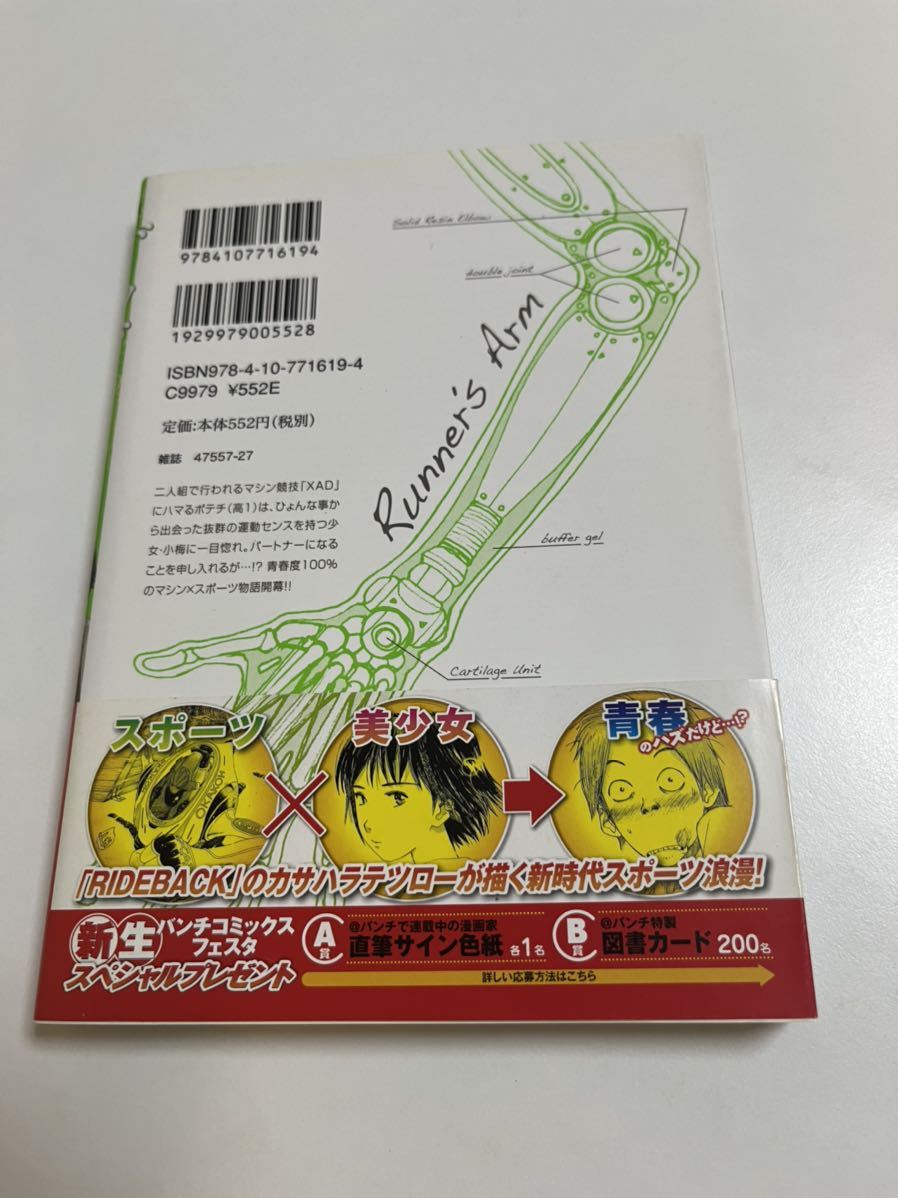 9784107716194
1929979005528
ISBN978-4-10-771619-4
C9979 ¥552E
定価:本体552円(税別)
雑誌 47557-27
二人組で行われるマシン競技「XAD」
にハマるポテチ(高1)は、ひょんな事か
ら出会った抜群の運動センスを持つ少
女・小梅に一目惚れ。パートナーになる
ことを申し入れるが…!? 青春度100%
のマシン×スポーツ物語開幕!!
Solid Resin Elbows
double joint
Runner's Arm
buffer gel
Cartilage Unit
スポーツ
×
美少女
青春
のハズだけど…!?
「RIDEBACK」のカサハラテツローが描く新時代スポーツ浪漫!
新生
バンチコミックス
フェスタ
スペシャルプレゼント
A賞
@バンチで連載中の漫画家
直筆サイン色紙 各1名
B賞
@バンチ特製
図書カード 200名
詳しい応募方法はこちら